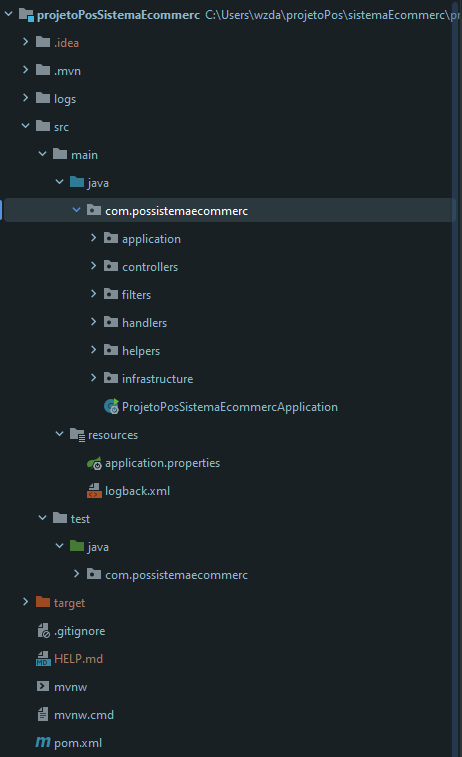 projetoPosSistemaEcommerc C:\Users\wzda\projetoPos\sistemaEcommerc\pr
.idea
.mvn
logs
src
main
java
com.possistemaecommerc
application
controllers
filters
handlers
helpers
infrastructure
ProjetoPosSistemaEcommercApplication
resources
application.properties
logback.xml
test
java
com.possistemaecommerc
target
.gitignore
HELP.md
mvnw
mvnw.cmd
pom.xml